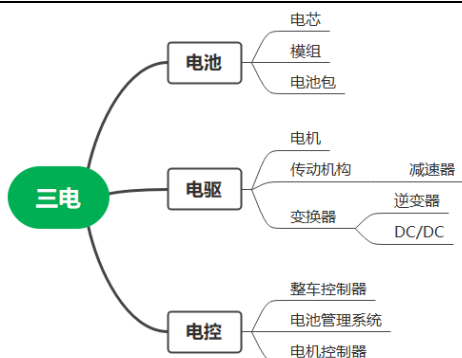 三电
电池
电芯
模组
电池包
电驱
电机
传动机构
减速器
变换器
逆变器
DC/DC
电控
整车控制器
电池管理系统
电机控制器